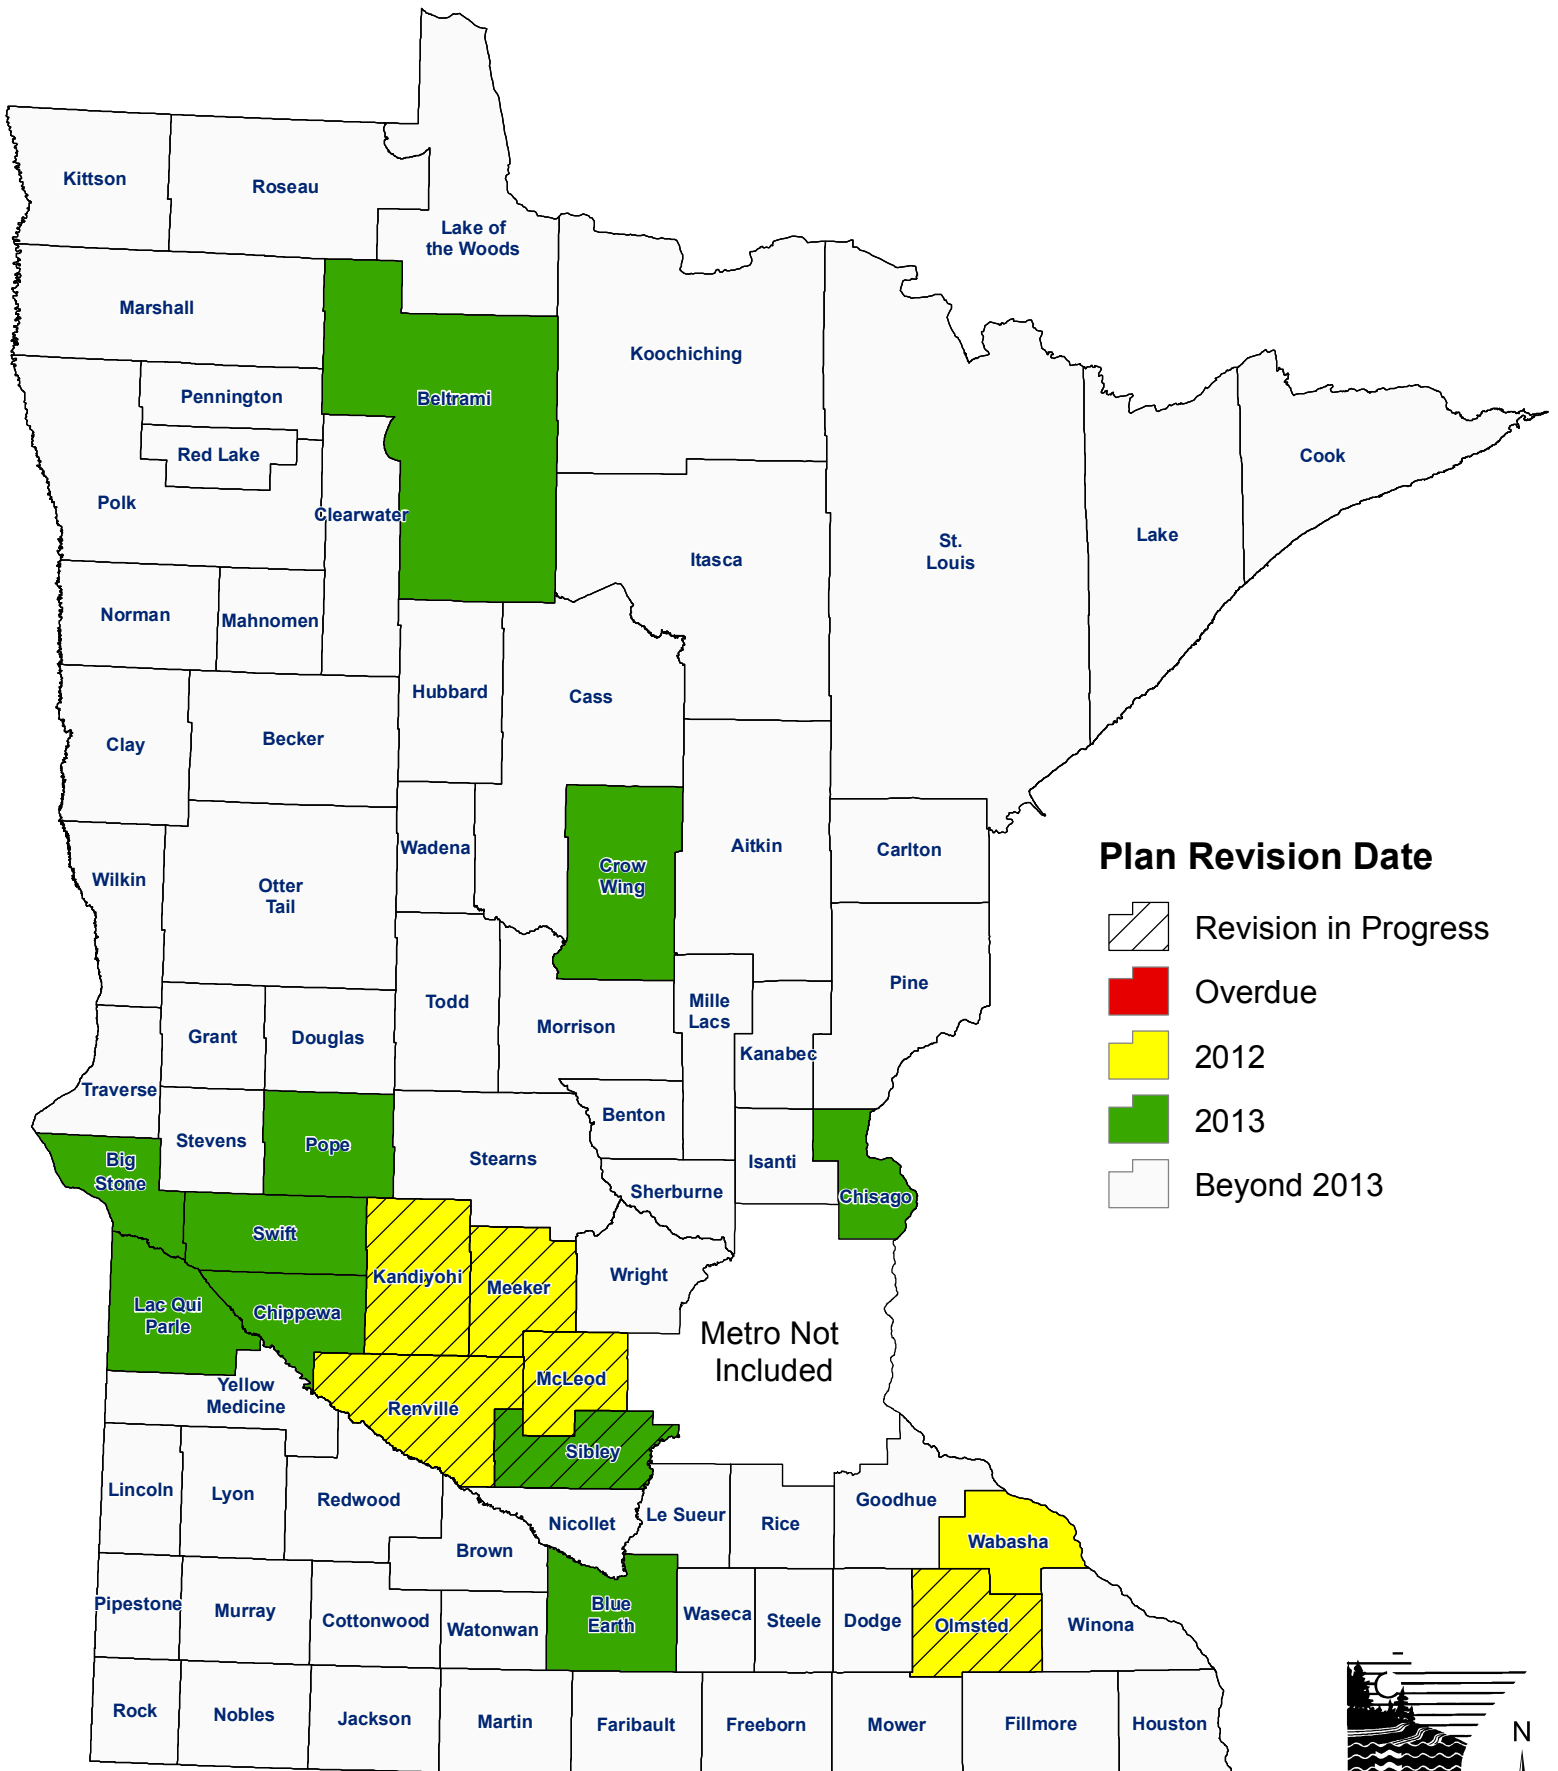 Kittson
Roseau
Lake of
the Woods
Marshall
Koochiching
Pennington
Beltrami
Red Lake
Cook
Polk
Clearwater
Lake
St.
Louis
Itasca
Norman
Mahnomen
Hubbard
Cass
Clay
Becker
Wadena
Aitkin
Carlton
Crow
Wing
Wilkin
Otter
Tail
Pine
Todd
Mille
Lacs
Morrison
Grant
Douglas
Kanabec
Traverse
Benton
Stevens
Pope
Stearns
Isanti
Big
Stone
Sherburne
Chisago
Swift
Kandiyohi
Meeker
Wright
Lac Qui
Parle
Chippewa
Metro Not
Included
McLeod
Yellow
Medicine
Renville
Sibley
Lincoln
Lyon
Redwood
Goodhue
Le Sueur
Nicollet
Rice
Wabasha
Brown
Pipestone
Murray
Cottonwood
Watonwan
Blue
Earth
Waseca
Steele
Dodge
Olmsted
Winona
Rock
Nobles
Jackson
Martin
Faribault
Freeborn
Mower
Fillmore
Houston
Plan Revision Date
Revision in Progress
Overdue
2012
2013
Beyond 2013
N